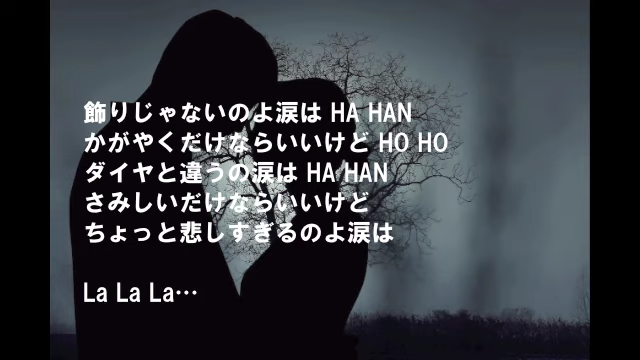 飾りじゃないのよ涙は HA HAN
かがやくだけならいいけど HO HO
ダイヤと違うの涙は HA HAN
さみしいだけならいいけど
ちょっと悲しすぎるのよ涙は
La La La…